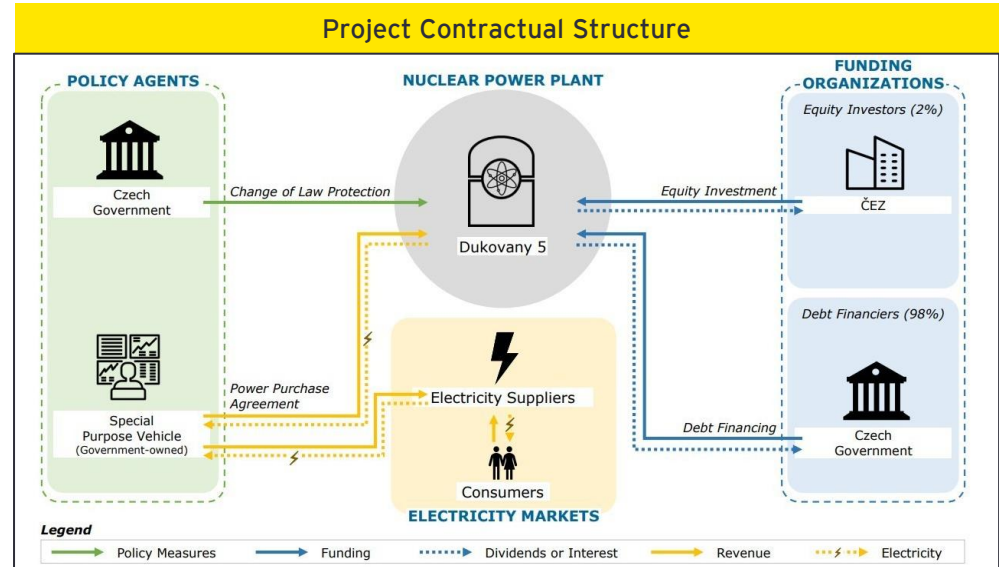 Project Contractual Structure
POLICY AGENTS
NUCLEAR POWER PLANT
FUNDING
ORGANIZATIONS
Equity Investors (2%)
Czech
Government
Change of Law Protection
Dukovany 5
Equity Investment
ČEZ
Debt Financiers (98%)
Special
Purpose Vehicle
(Government-owned)
Power Purchase
Agreement
Electricity Suppliers
Consumers
ELECTRICITY MARKETS
Debt Financing
Czech
Government
Legend
Policy Measures
Funding
Dividends or Interest
Revenue
Electricity